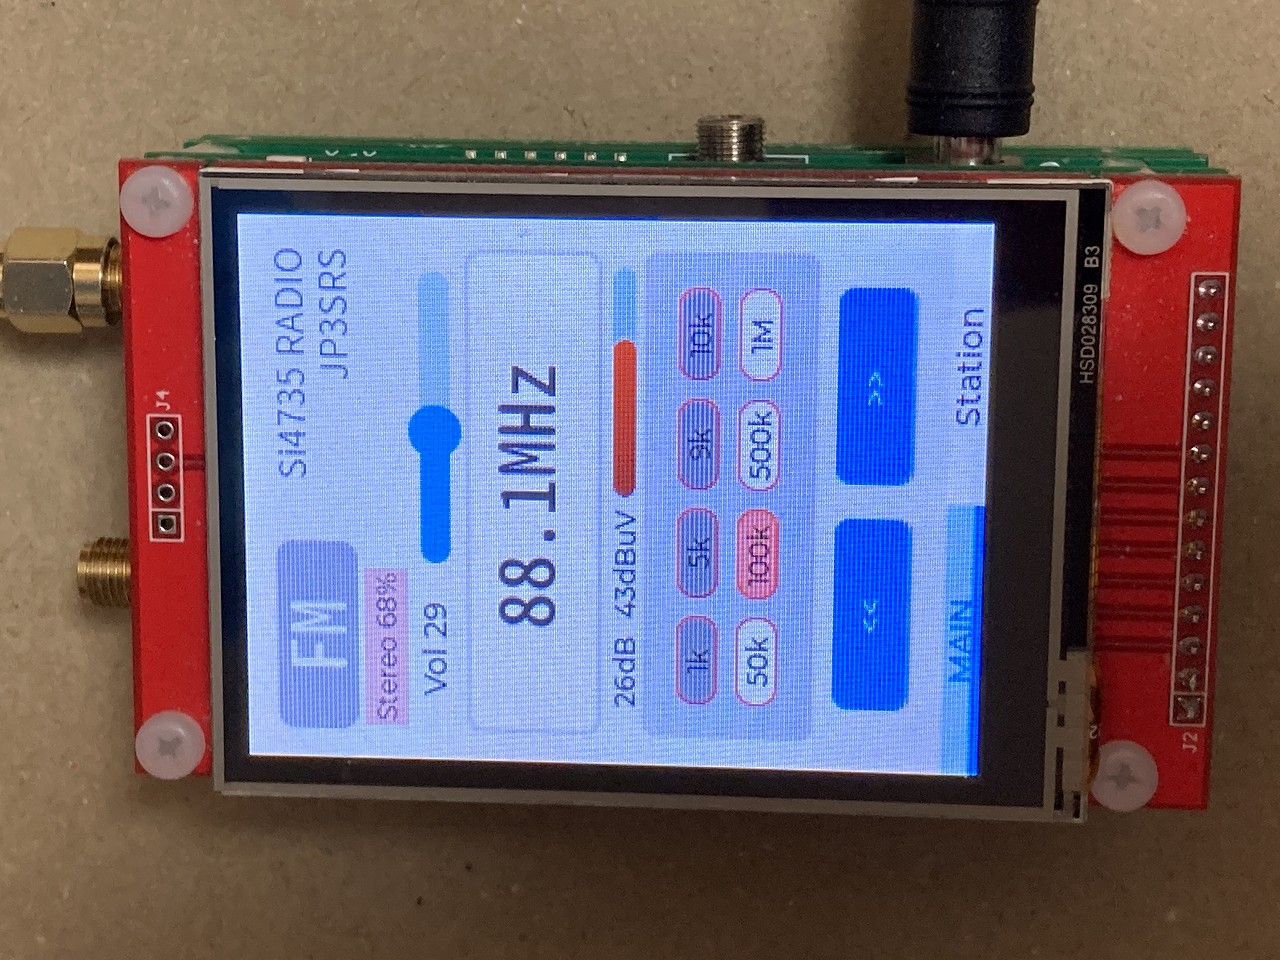 J4
FM
Si4735 RADIO
JP3SRS
Stereo 68%
Vol 29
88.1MHz
26dB 43dBuV
1k 5k 9k 10k
50k 100k 500k 1M
<< >>
MAIN Station
HSD028309 B3
2
J2